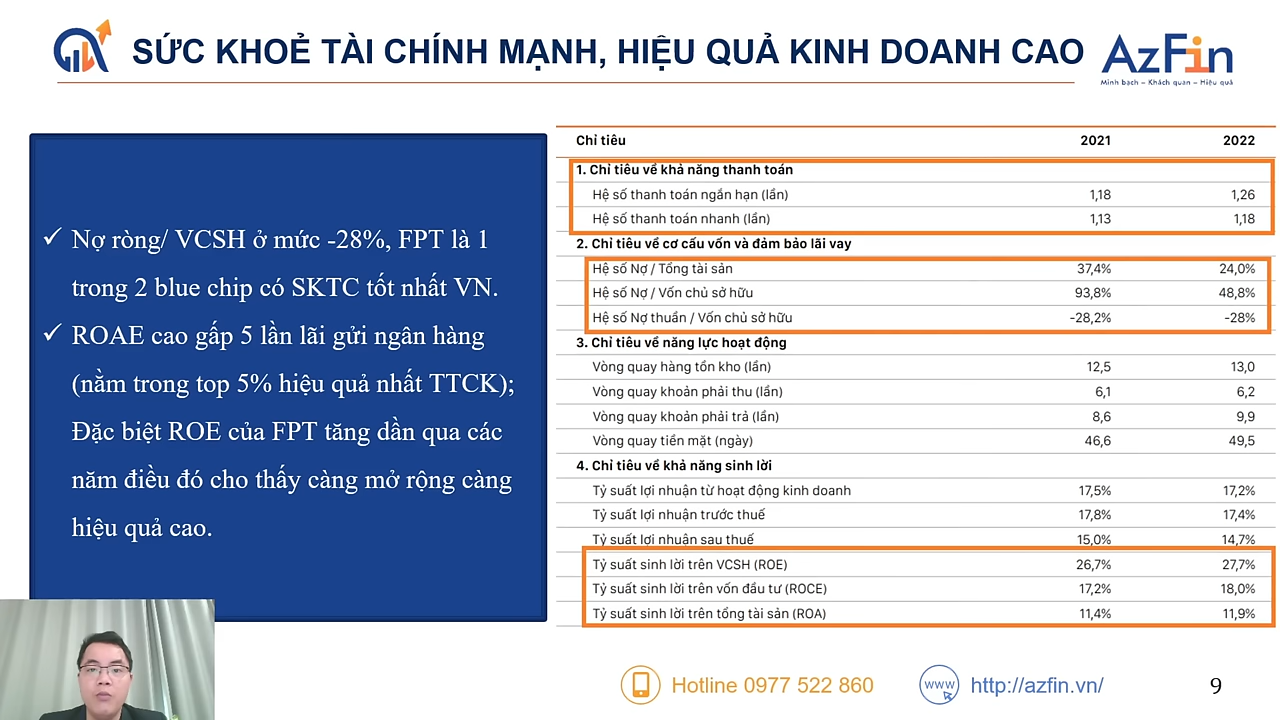 SỨC KHOẺ TÀI CHÍNH MẠNH, HIỆU QUẢ KINH DOANH CAO
AzFin
Minh bạch – Khách quan – Hiệu quả
✓ Nợ ròng/ VCSH ở mức -28%, FPT là 1
trong 2 blue chip có SKTC tốt nhất VN.
✓ ROAE cao gấp 5 lần lãi gửi ngân hàng
(nằm trong top 5% hiệu quả nhất TTCK);
Đặc biệt ROE của FPT tăng dần qua các
năm điều đó cho thấy càng mở rộng càng
hiệu quả cao.
Chỉ tiêu 2021 2022
1. Chỉ tiêu về khả năng thanh toán
Hệ số thanh toán ngắn hạn (lần) 1,18 1,26
Hệ số thanh toán nhanh (lần) 1,13 1,18
2. Chỉ tiêu về cơ cấu vốn và đảm bảo lãi vay
Hệ số Nợ / Tổng tài sản 37,4% 24,0%
Hệ số Nợ / Vốn chủ sở hữu 93,8% 48,8%
Hệ số Nợ thuần / Vốn chủ sở hữu -28,2% -28%
3. Chỉ tiêu về năng lực hoạt động
Vòng quay hàng tồn kho (lần) 12,5 13,0
Vòng quay khoản phải thu (lần) 6,1 6,2
Vòng quay khoản phải trả (lần) 8,6 9,9
Vòng quay tiền mặt (ngày) 46,6 49,5
4. Chỉ tiêu về khả năng sinh lời
Tỷ suất lợi nhuận từ hoạt động kinh doanh 17,5% 17,2%
Tỷ suất lợi nhuận trước thuế 17,8% 17,4%
Tỷ suất lợi nhuận sau thuế 15,0% 14,7%
Tỷ suất sinh lời trên VCSH (ROE) 26,7% 27,7%
Tỷ suất sinh lời trên vốn đầu tư (ROCE) 17,2% 18,0%
Tỷ suất sinh lời trên tổng tài sản (ROA) 11,4% 11,9%
Hotline 0977 522 860
www
http://azfin.vn/
9